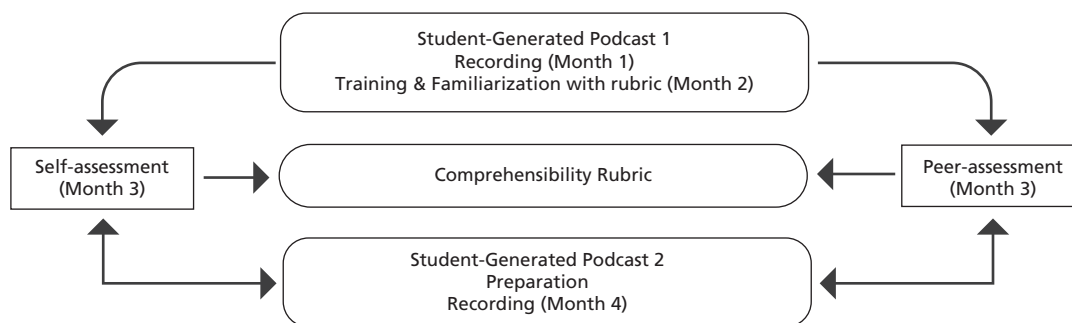 Student-Generated Podcast 1
Recording (Month 1)
Training & Familiarization with rubric (Month 2)
Self-assessment
(Month 3)
Comprehensibility Rubric
Peer-assessment
(Month 3)
Student-Generated Podcast 2
Preparation
Recording (Month 4)